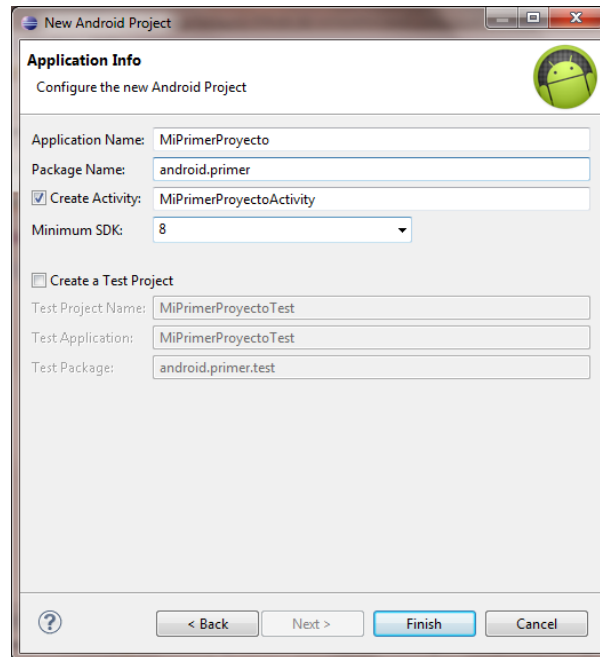 New Android Project
Application Info
Configure the new Android Project
Application Name: MiPrimerProyecto
Package Name: android.primer
Create Activity: MiPrimerProyectoActivity
Minimum SDK: 8
Create a Test Project
Test Project Name: MiPrimerProyectoTest
Test Application: MiPrimerProyectoTest
Test Package: android.primer.test
? < Back Next > Finish Cancel